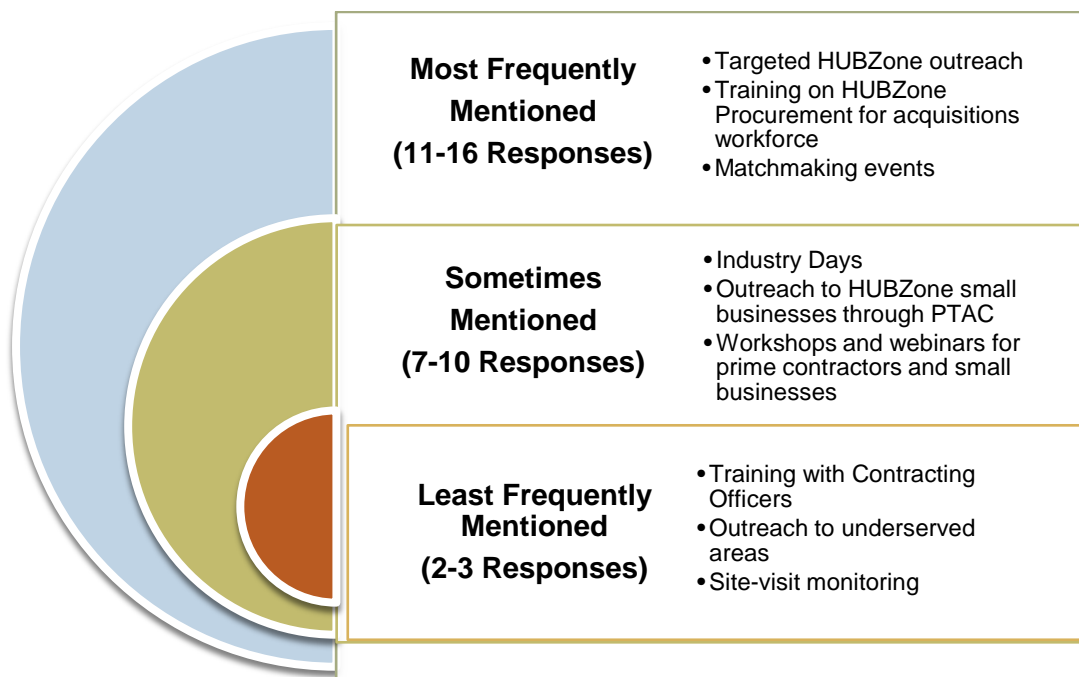 Most Frequently
Mentioned
(11-16 Responses)
•Targeted HUBZone outreach
•Training on HUBZone
Procurement for acquisitions
workforce
•Matchmaking events
Sometimes
Mentioned
(7-10 Responses)
•Industry Days
•Outreach to HUBZone small
businesses through PTAC
•Workshops and webinars for
prime contractors and small
businesses
Least Frequently
Mentioned
(2-3 Responses)
•Training with Contracting
Officers
•Outreach to underserved
areas
•Site-visit monitoring